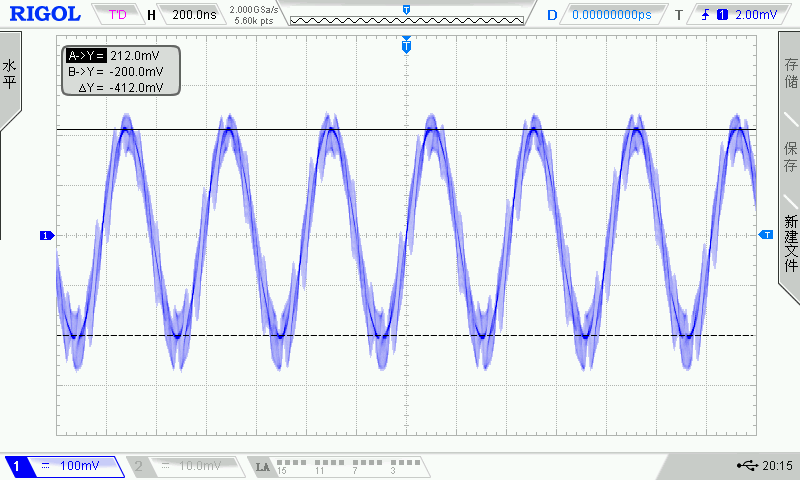 RIGOL T'D H 200.0ns 2.000GSa/s 5.60k pts T D 0.00000000ps T 1 2.00mV
A->Y = 212.0mV
B->Y = -200.0mV
ΔY = -412.0mV
水平
存储
保存
新建文件
T
1
T
1 100mV 2 10.0mV LA 15 11 7 3 20:15